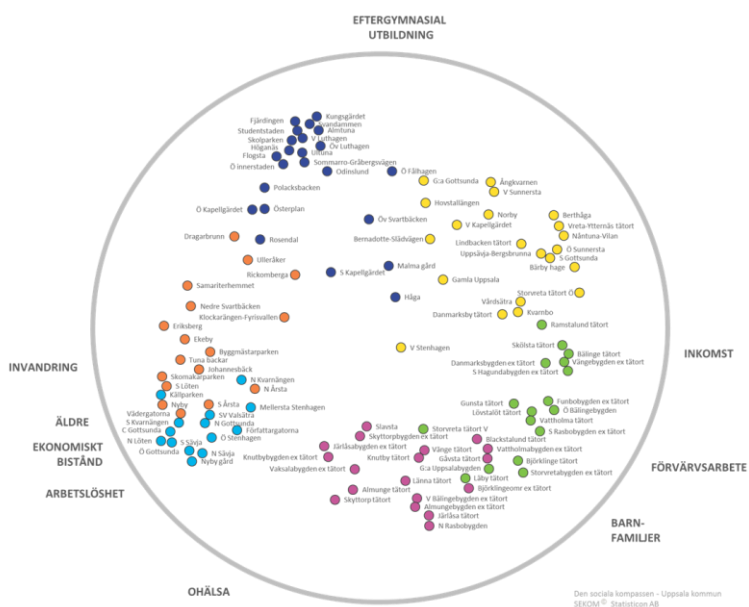 EFTERGYMNASIAL
UTBILDNING
Kungsgärdet
Fjärdingen
Svandammen
Studentstaden
Almtuna
Skolparken
V Luthagen
Höganäs
Öv Luthagen
Flogsta
Ultuna
Ö innerstaden
Sommarro-Gråbergsvägen
Odinslund
Ö Fålhagen
G:a Gottsunda
Ängkvarnen
V Sunnersta
Polacksbacken
Hovstallängen
Ö Kapellgärdet
Österplan
Öv Svartbäcken
Norby
Berthåga
V Kapellgärdet
Vreta-Ytternäs tätort
Dragarbrunn
Rosendal
Bernadotte-Slädvägen
Nåntuna-Vilan
Lindbacken tätort
Ö Sunnersta
Uppsävja-Bergsbrunna
S Gottsunda
Ulleråker
Malma gård
Bärby hage
Rickomberga
S Kapellgärdet
Gamla Uppsala
Samariterhemmet
Håga
Storvreta tätort Ö
Vårdsätra
Nedre Svartbäcken
Kvarnbo
Klockarängen-Fyrisvallen
Danmarksby tätort
Eriksberg
Ramstalund tätort
Ekeby
V Stenhagen
Skölsta tätort
INKOMST
Byggmästarparken
Bälinge tätort
Tuna backar
Danmarksbygden ex tätort
Vängebygden ex tätort
INVANDRING
Johannesbäck
S Hagundabygden ex tätort
Skomakarparken
N Kvarnängen
S Löten
N Årsta
Källparken
Nyby
S Årsta
Mellersta Stenhagen
Gunsta tätort
Funbobygden ex tätort
Vädergatorna
SV Valsätra
Lövstalöt tätort
Ö Bälingebygden
ÄLDRE
S Kvarnängen
N Gottsunda
Vattholma tätort
C Gottsunda
Författargatorna
Slavsta
Storvreta tätort V
S Rasbobygden ex tätort
N Löten
S Sävja
Ö Stenhagen
Skyttorpbygden ex tätort
Blackstalund tätort
EKONOMISKT
BISTÅND
Ö Gottsunda
N Sävja
Järlåsabygden ex tätort
Vänge tätort
Vattholmabygden ex tätort
Nyby gård
Knutbybygden ex tätort
Knutby tätort
Gåvsta tätort
Björklinge tätort
Vaksalabygden ex tätort
G:a Uppsalabygden
Storvretabygden ex tätort
FÖRVÄRVSARBETE
Länna tätort
Läby tätort
ARBETSLÖSHET
Almunge tätort
Björklingeomr ex tätort
Skyttorp tätort
V Bälingebygden ex tätort
Almungebygden ex tätort
Järlåsa tätort
N Rasbobygden
BARN-
FAMILJER
OHÄLSA
Den sociala kompassen - Uppsala kommun
SEKOM © Statisticon AB